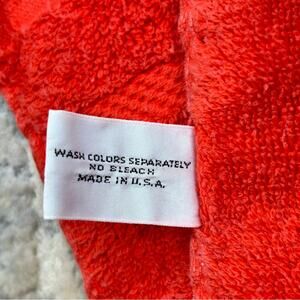 WASH COLORS SEPARATELY
NO BLEACH
MADE IN U.S.A.